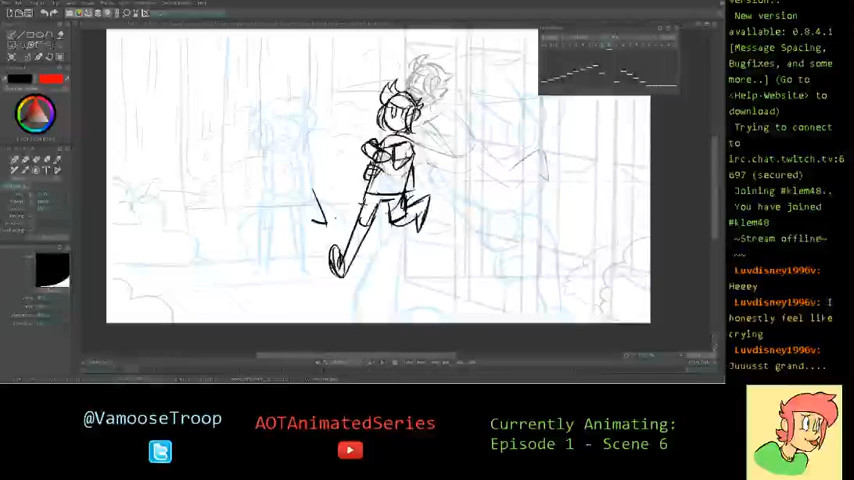 version..
New version
available: 0.8.4.1
[Message Spacing,
Bugfixes, and some
more..] (Go to
<Help-Website> to
download)
Trying to connect
to
irc.chat.twitch.tv:6
697 (secured)
Joining #klem48..
You have joined
#klem48
~Stream offline~
~~
Luvdisney1996v:
Heeey
Luvdisney1996v: I
honestly feel like
crying
Luvdisney1996v:
Juuusst grand....
@VamooseTroop
AOTAnimatedSeries
Currently Animating:
Episode 1 - Scene 6